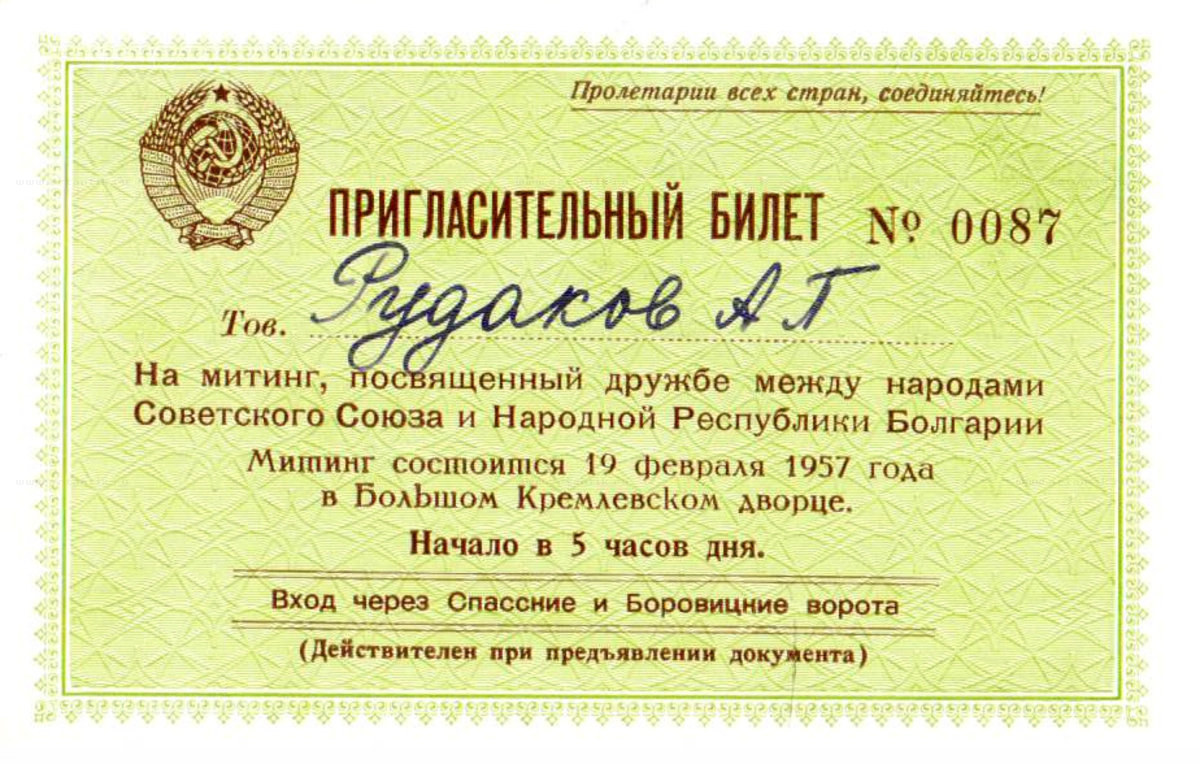 Пролетарии всех стран, соединяйтесь!
ПРИГЛАСИТЕЛЬНЫЙ БИЛЕТ № 0087
Тов. Рудаков А Г
На митинг, посвященный дружбе между народами
Советского Союза и Народной Республики Болгарии
Митинг состоится 19 февраля 1957 года
в Большом Кремлевском дворце.
Начало в 5 часов дня.
Вход через Спасские и Боровицкие ворота
(Действителен при предъявлении документа)